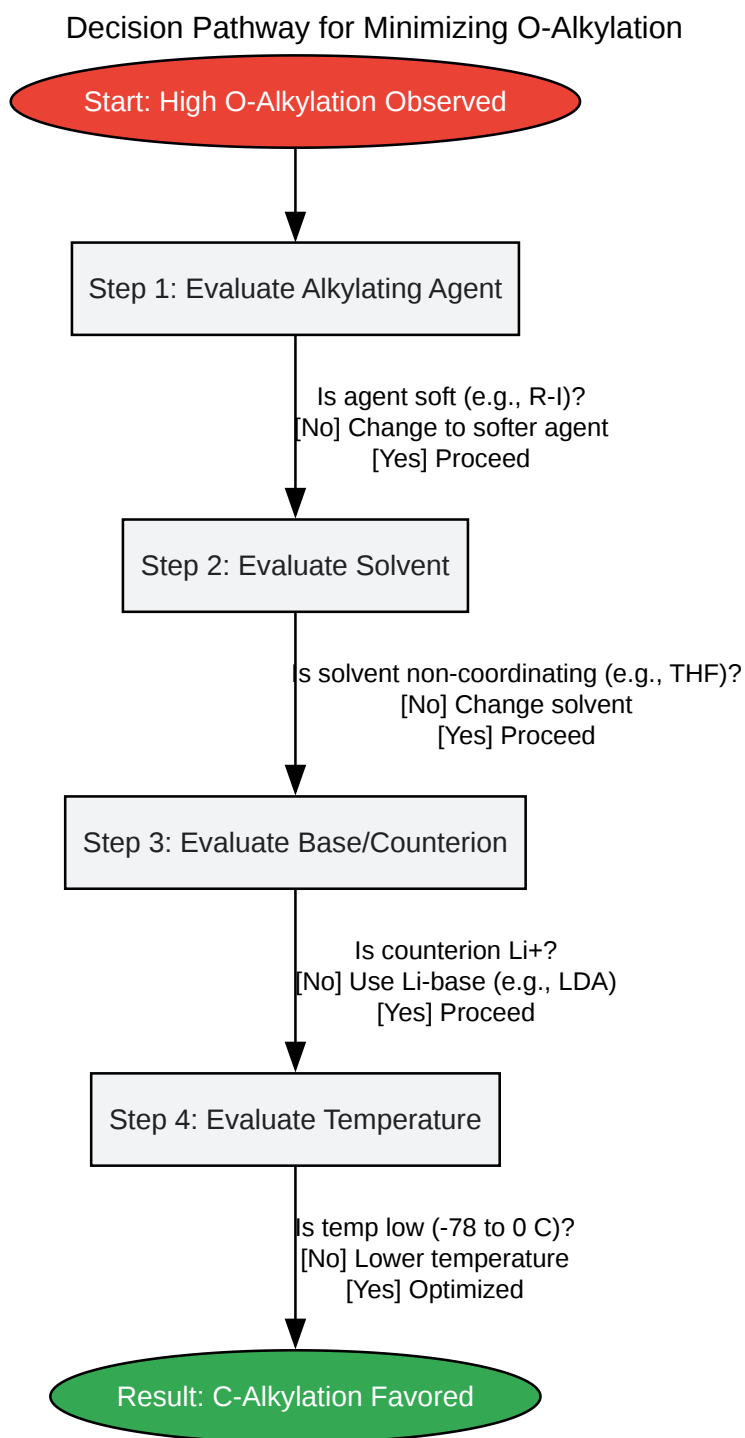 Decision Pathway for Minimizing O-Alkylation
Start: High O-Alkylation Observed
Step 1: Evaluate Alkylating Agent
Is agent soft (e.g., R-I)?
[No] Change to softer agent
[Yes] Proceed
Step 2: Evaluate Solvent
Is solvent non-coordinating (e.g., THF)?
[No] Change solvent
[Yes] Proceed
Step 3: Evaluate Base/Counterion
Is counterion Li+?
[No] Use Li-base (e.g., LDA)
[Yes] Proceed
Step 4: Evaluate Temperature
Is temp low (-78 to 0 C)?
[No] Lower temperature
[Yes] Optimized
Result: C-Alkylation Favored